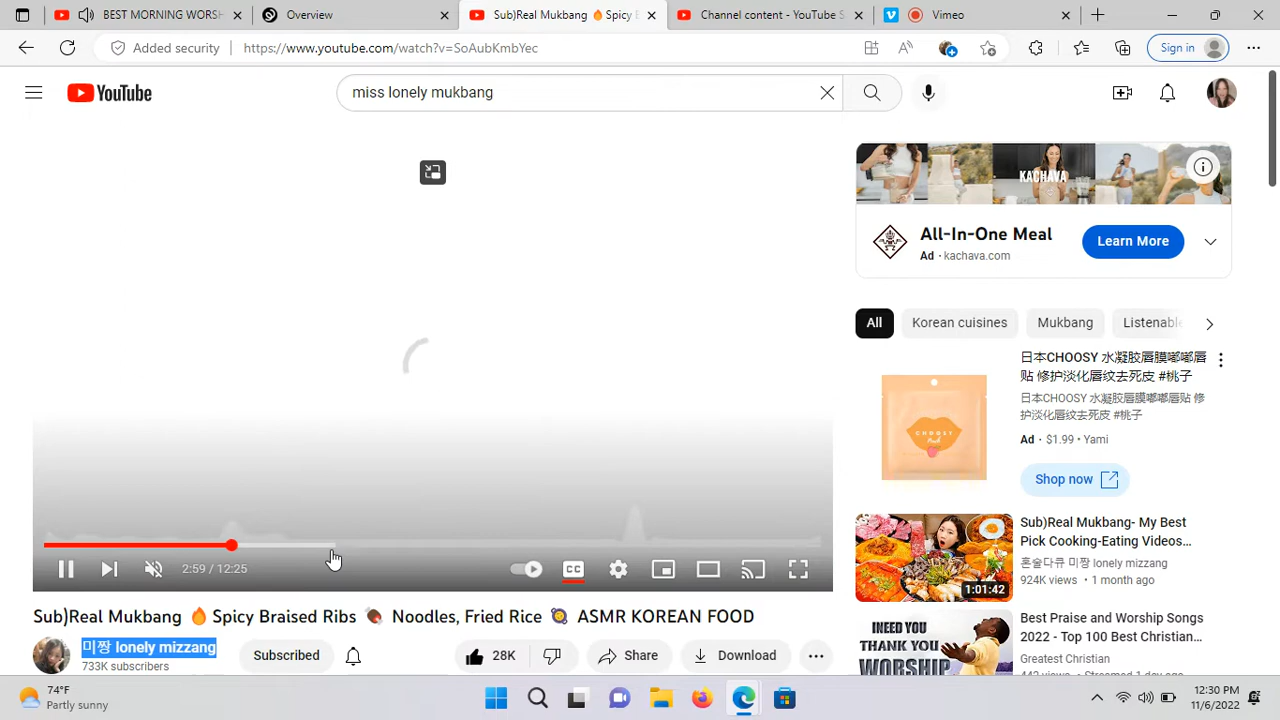 BEST MORNING WORSH
Overview
Sub)Real Mukbang 🔥Spicy B
Channel content - YouTube S
Vimeo
Added security
https://www.youtube.com/watch?v=SoAubKmbYec
Sign in
YouTube
miss lonely mukbang
KACHAVA
All-In-One Meal
Ad · kachava.com
Learn More
All
Korean cuisines
Mukbang
Listenable
日本CHOOSY 水凝胶唇膜嘟嘟唇
贴 修护淡化唇纹去死皮 #桃子
日本CHOOSY 水凝胶唇膜嘟嘟唇贴 修
护淡化唇纹去死皮 #桃子
Ad · $1.99 · Yami
Shop now
CHOOSY
Sub)Real Mukbang- My Best
Pick Cooking-Eating Videos…
혼술다큐 미짱 lonely mizzang
924K views · 1 month ago
1:01:42
Best Praise and Worship Songs
2022 - Top 100 Best Christian…
Greatest Christian
INEED YOU
THANK YOU
WORSHIP
2:59 / 12:25
CC
Sub)Real Mukbang 🔥Spicy Braised Ribs 🍖 Noodles, Fried Rice 🥘 ASMR KOREAN FOOD
미짱 lonely mizzang
733K subscribers
Subscribed
28K
Share
Download
74°F
Partly sunny
12:30 PM
11/6/2022